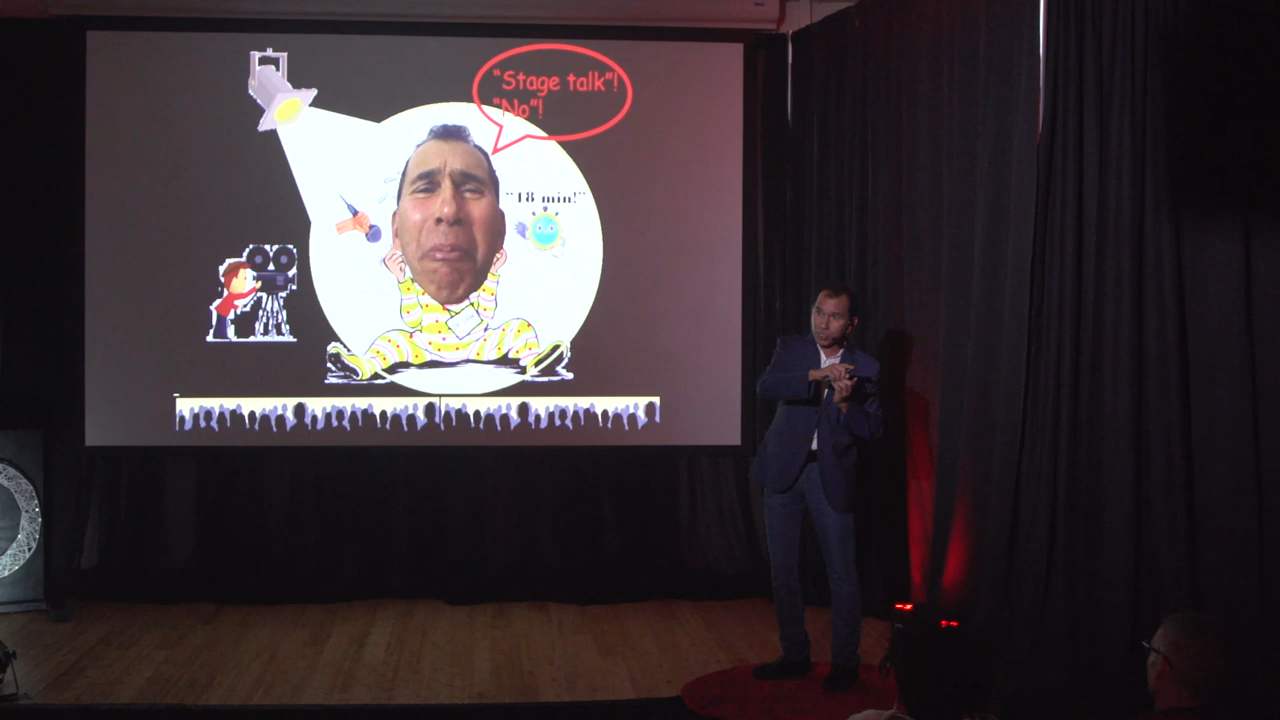 “Stage talk”!
“No”!
“18 min!”